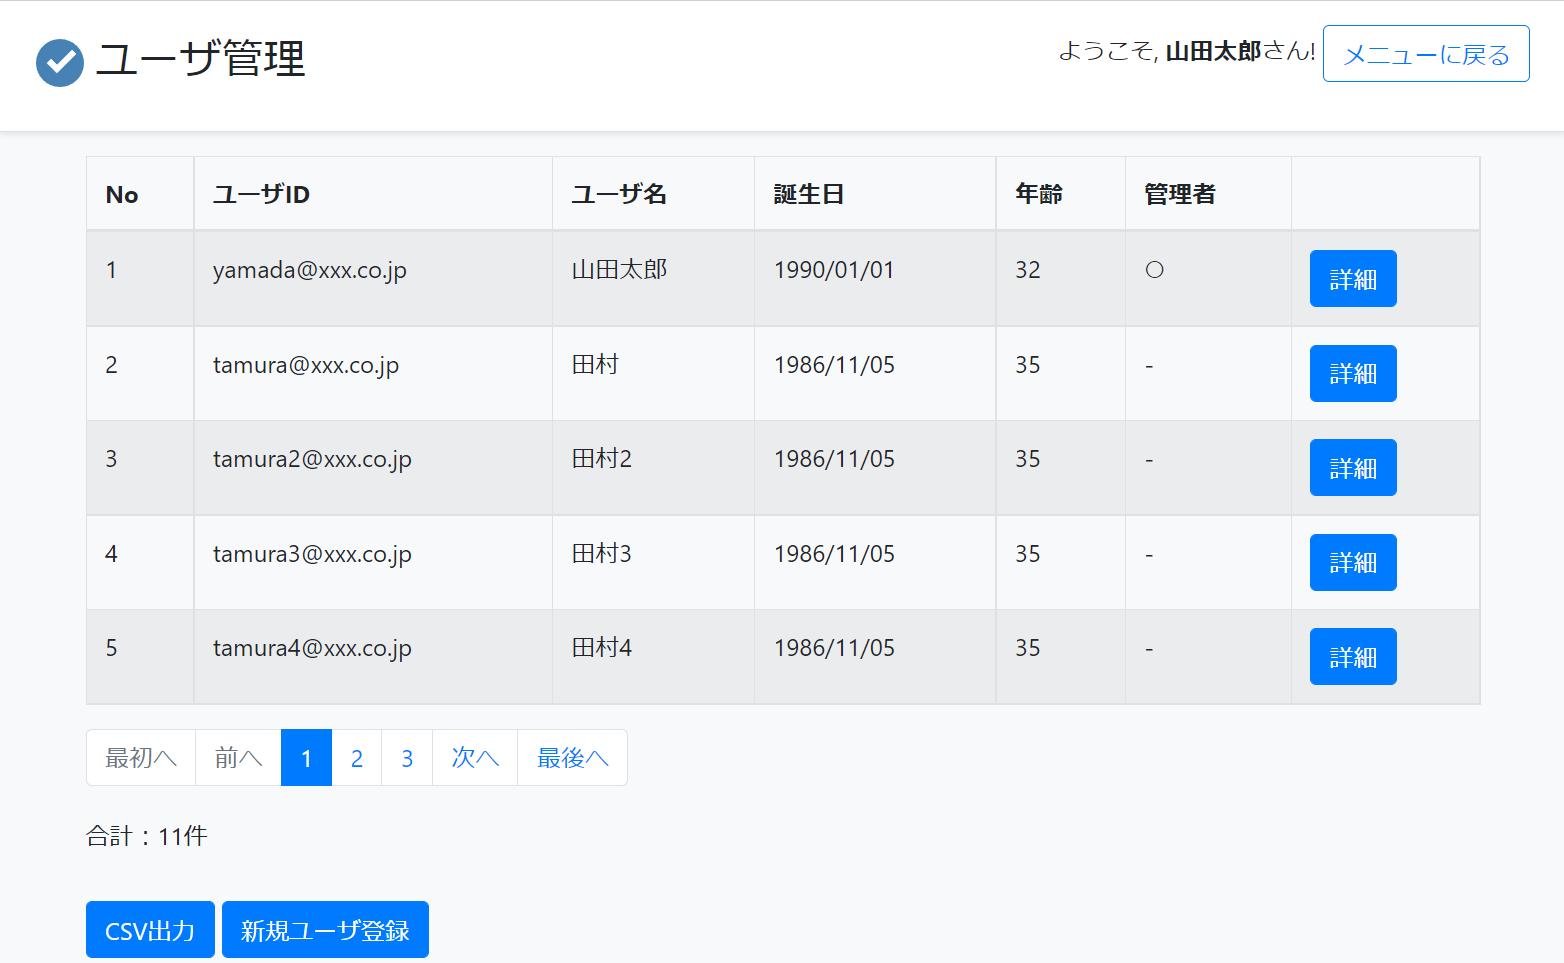 ユーザ管理
ようこそ, 山田太郎さん! メニューに戻る
No ユーザID ユーザ名 誕生日 年齢 管理者
1 yamada@xxx.co.jp 山田太郎 1990/01/01 32 〇 詳細
2 tamura@xxx.co.jp 田村 1986/11/05 35 - 詳細
3 tamura2@xxx.co.jp 田村2 1986/11/05 35 - 詳細
4 tamura3@xxx.co.jp 田村3 1986/11/05 35 - 詳細
5 tamura4@xxx.co.jp 田村4 1986/11/05 35 - 詳細
最初へ 前へ 1 2 3 次へ 最後へ
合計：11件
CSV出力 新規ユーザ登録